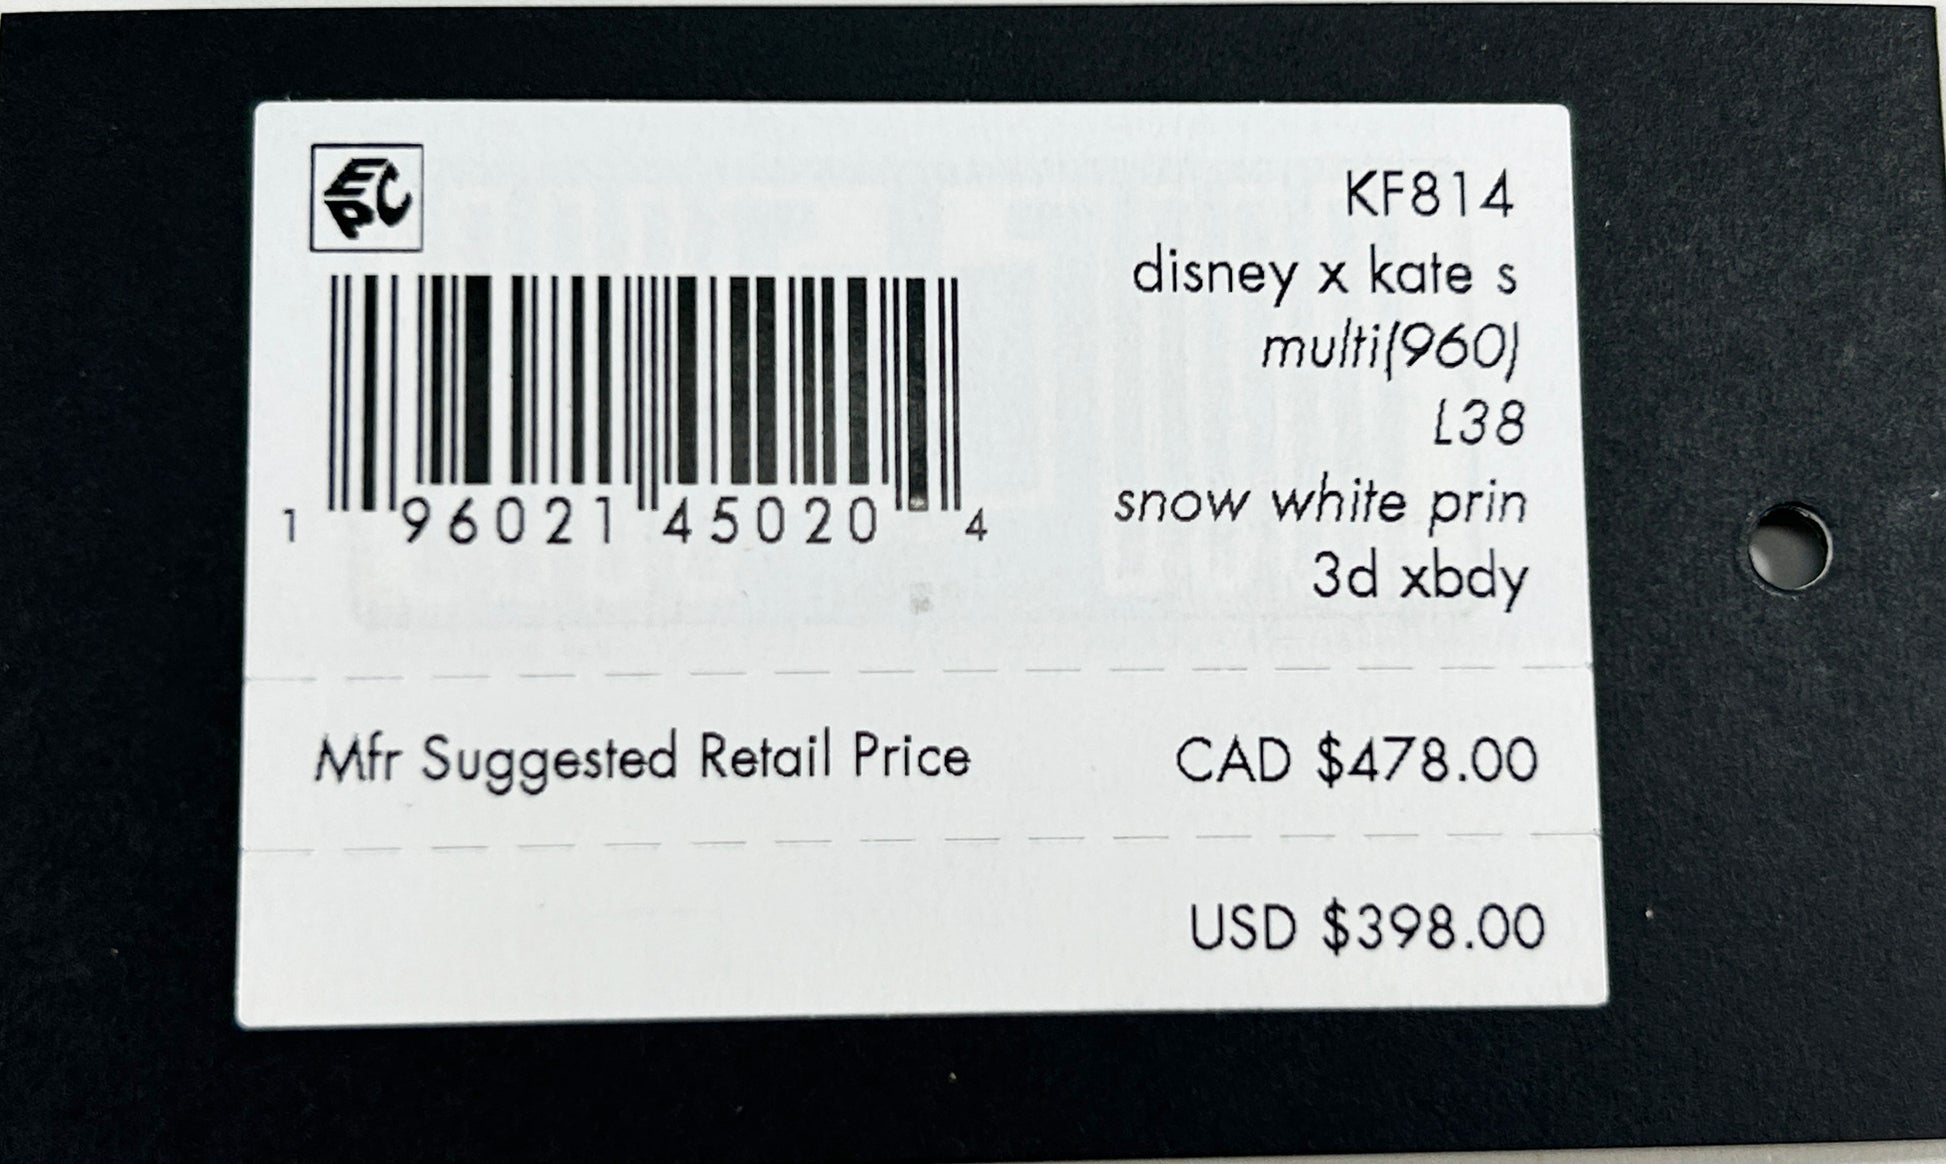 EPC
KF814
disney x kate s
multi(960)
L38
snow white prin
3d xbdy
1 96021 45020 4
Mfr Suggested Retail Price CAD $478.00
USD $398.00